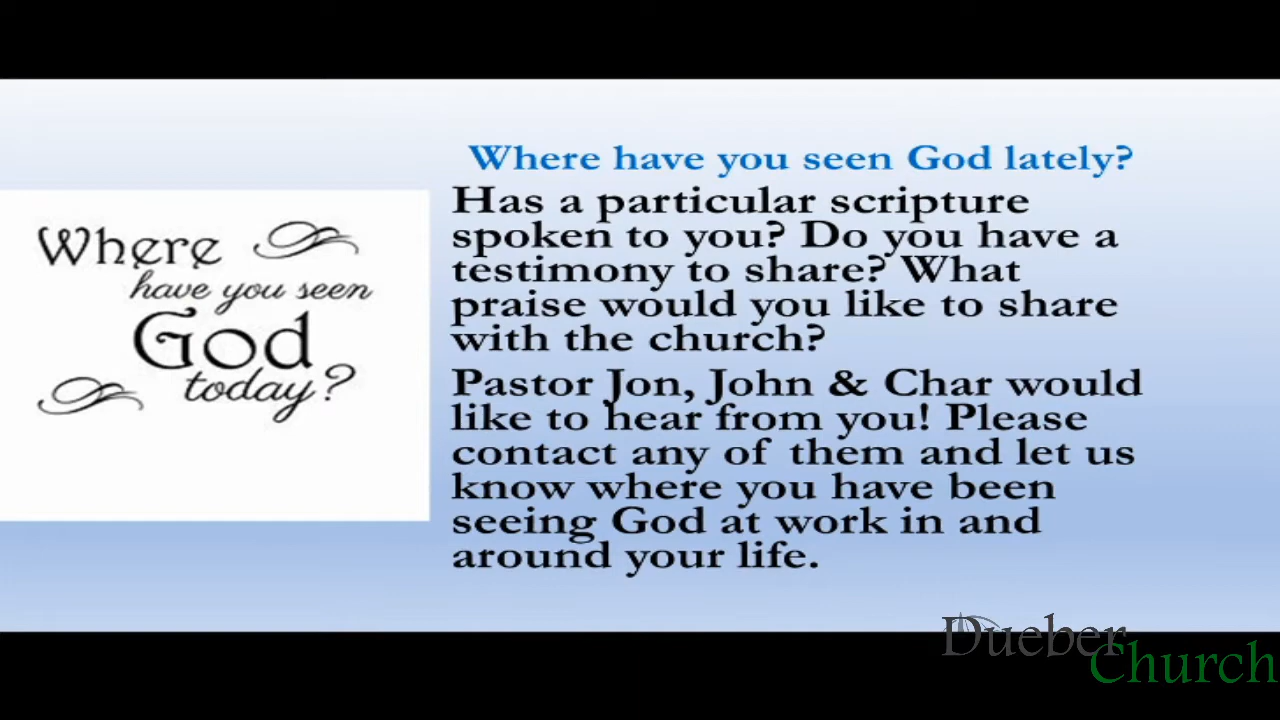 Where
have you seen
God
today?
Where have you seen God lately?
Has a particular scripture
spoken to you? Do you have a
testimony to share? What
praise would you like to share
with the church?
Pastor Jon, John & Char would
like to hear from you! Please
contact any of them and let us
know where you have been
seeing God at work in and
around your life.
Dueber
Church